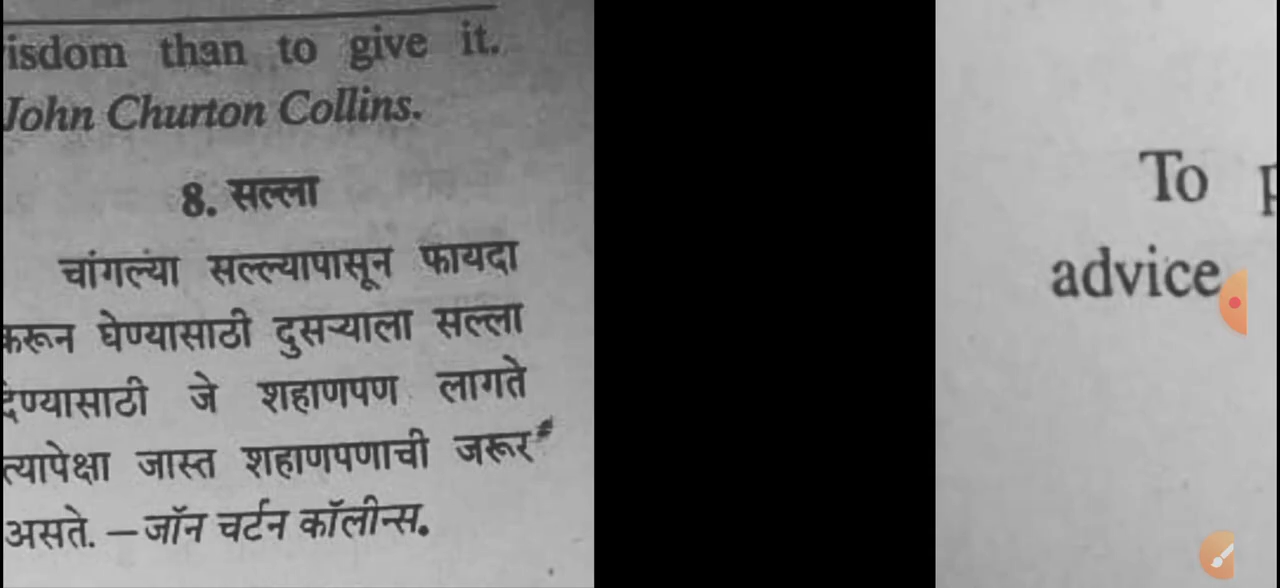 isdom than to give it.
John Churton Collins.
8. सल्ला
चांगल्या सल्ल्यापासून फायदा
करून घेण्यासाठी दुसऱ्याला सल्ला
देण्यासाठी जे शहाणपण लागते
त्यापेक्षा जास्त शहाणपणाची जरूर
असते. – जॉन चर्टन कॉलीन्स.
To p
advice